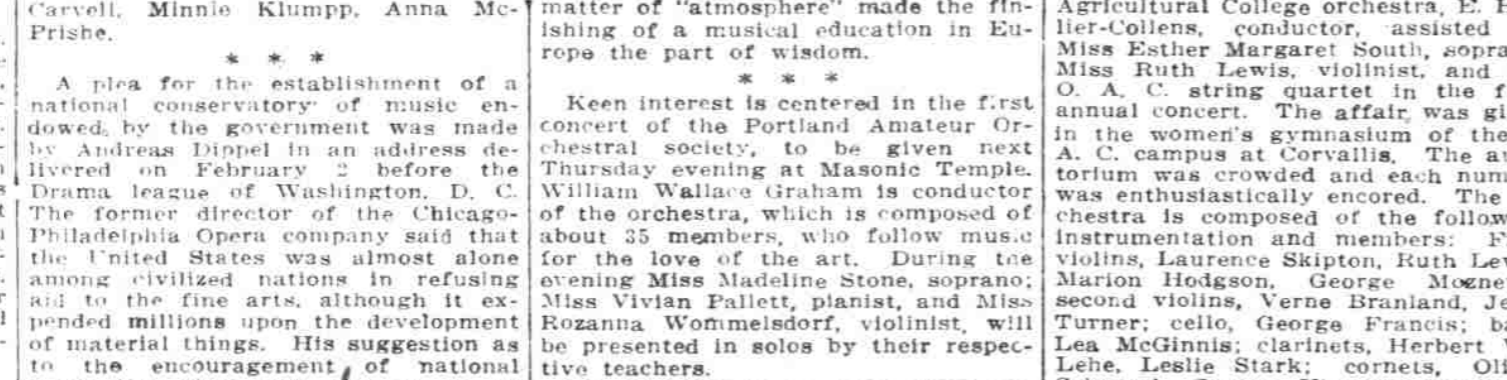 Carvell, Minnie Klumpp, Anna Mc-
Prishe.
* * *
A plea for the establishment of a
national conservatory of music en-
dowed by the government was made
by Andreas Dippel in an address de-
livered on February 2 before the
Drama league of Washington, D. C.
The former director of the Chicago-
Philadelphia Opera company said that
the United States was almost alone
among civilized nations in refusing
aid to the fine arts, although it ex-
pended millions upon the development
of material things. His suggestion as
to the encouragement of national
matter of "atmosphere" made the fin-
ishing of a musical education in Eu-
rope the part of wisdom.
* * *
Keen interest is centered in the first
concert of the Portland Amateur Or-
chestral society, to be given next
Thursday evening at Masonic Temple.
William Wallace Graham is conductor
of the orchestra, which is composed of
about 35 members, who follow music
for the love of the art. During the
evening Miss Madeline Stone, soprano;
Miss Vivian Pallett, pianist, and Miss
Rozanna Wommelsdorf, violinist, will
be presented in solos by their respec-
tive teachers.
Agricultural College orchestra, E.
lier-Collens, conductor, assisted
Miss Esther Margaret South, sopra
Miss Ruth Lewis, violinist, and
O. A. C. string quartet in the f
annual concert. The affair was gi
in the women's gymnasium of the
A. C. campus at Corvallis. The a
torium was crowded and each num
was enthusiastically encored. The
chestra is composed of the follow
instrumentation and members: F
violins, Laurence Skipton, Ruth Lew
Marion Hodgson, George
second violins, Verne Branland, J
Turner; cello, George Francis; b
Lea McGinnis; clarinets, Herbert
Lehe, Leslie Stark; cornets, Oli